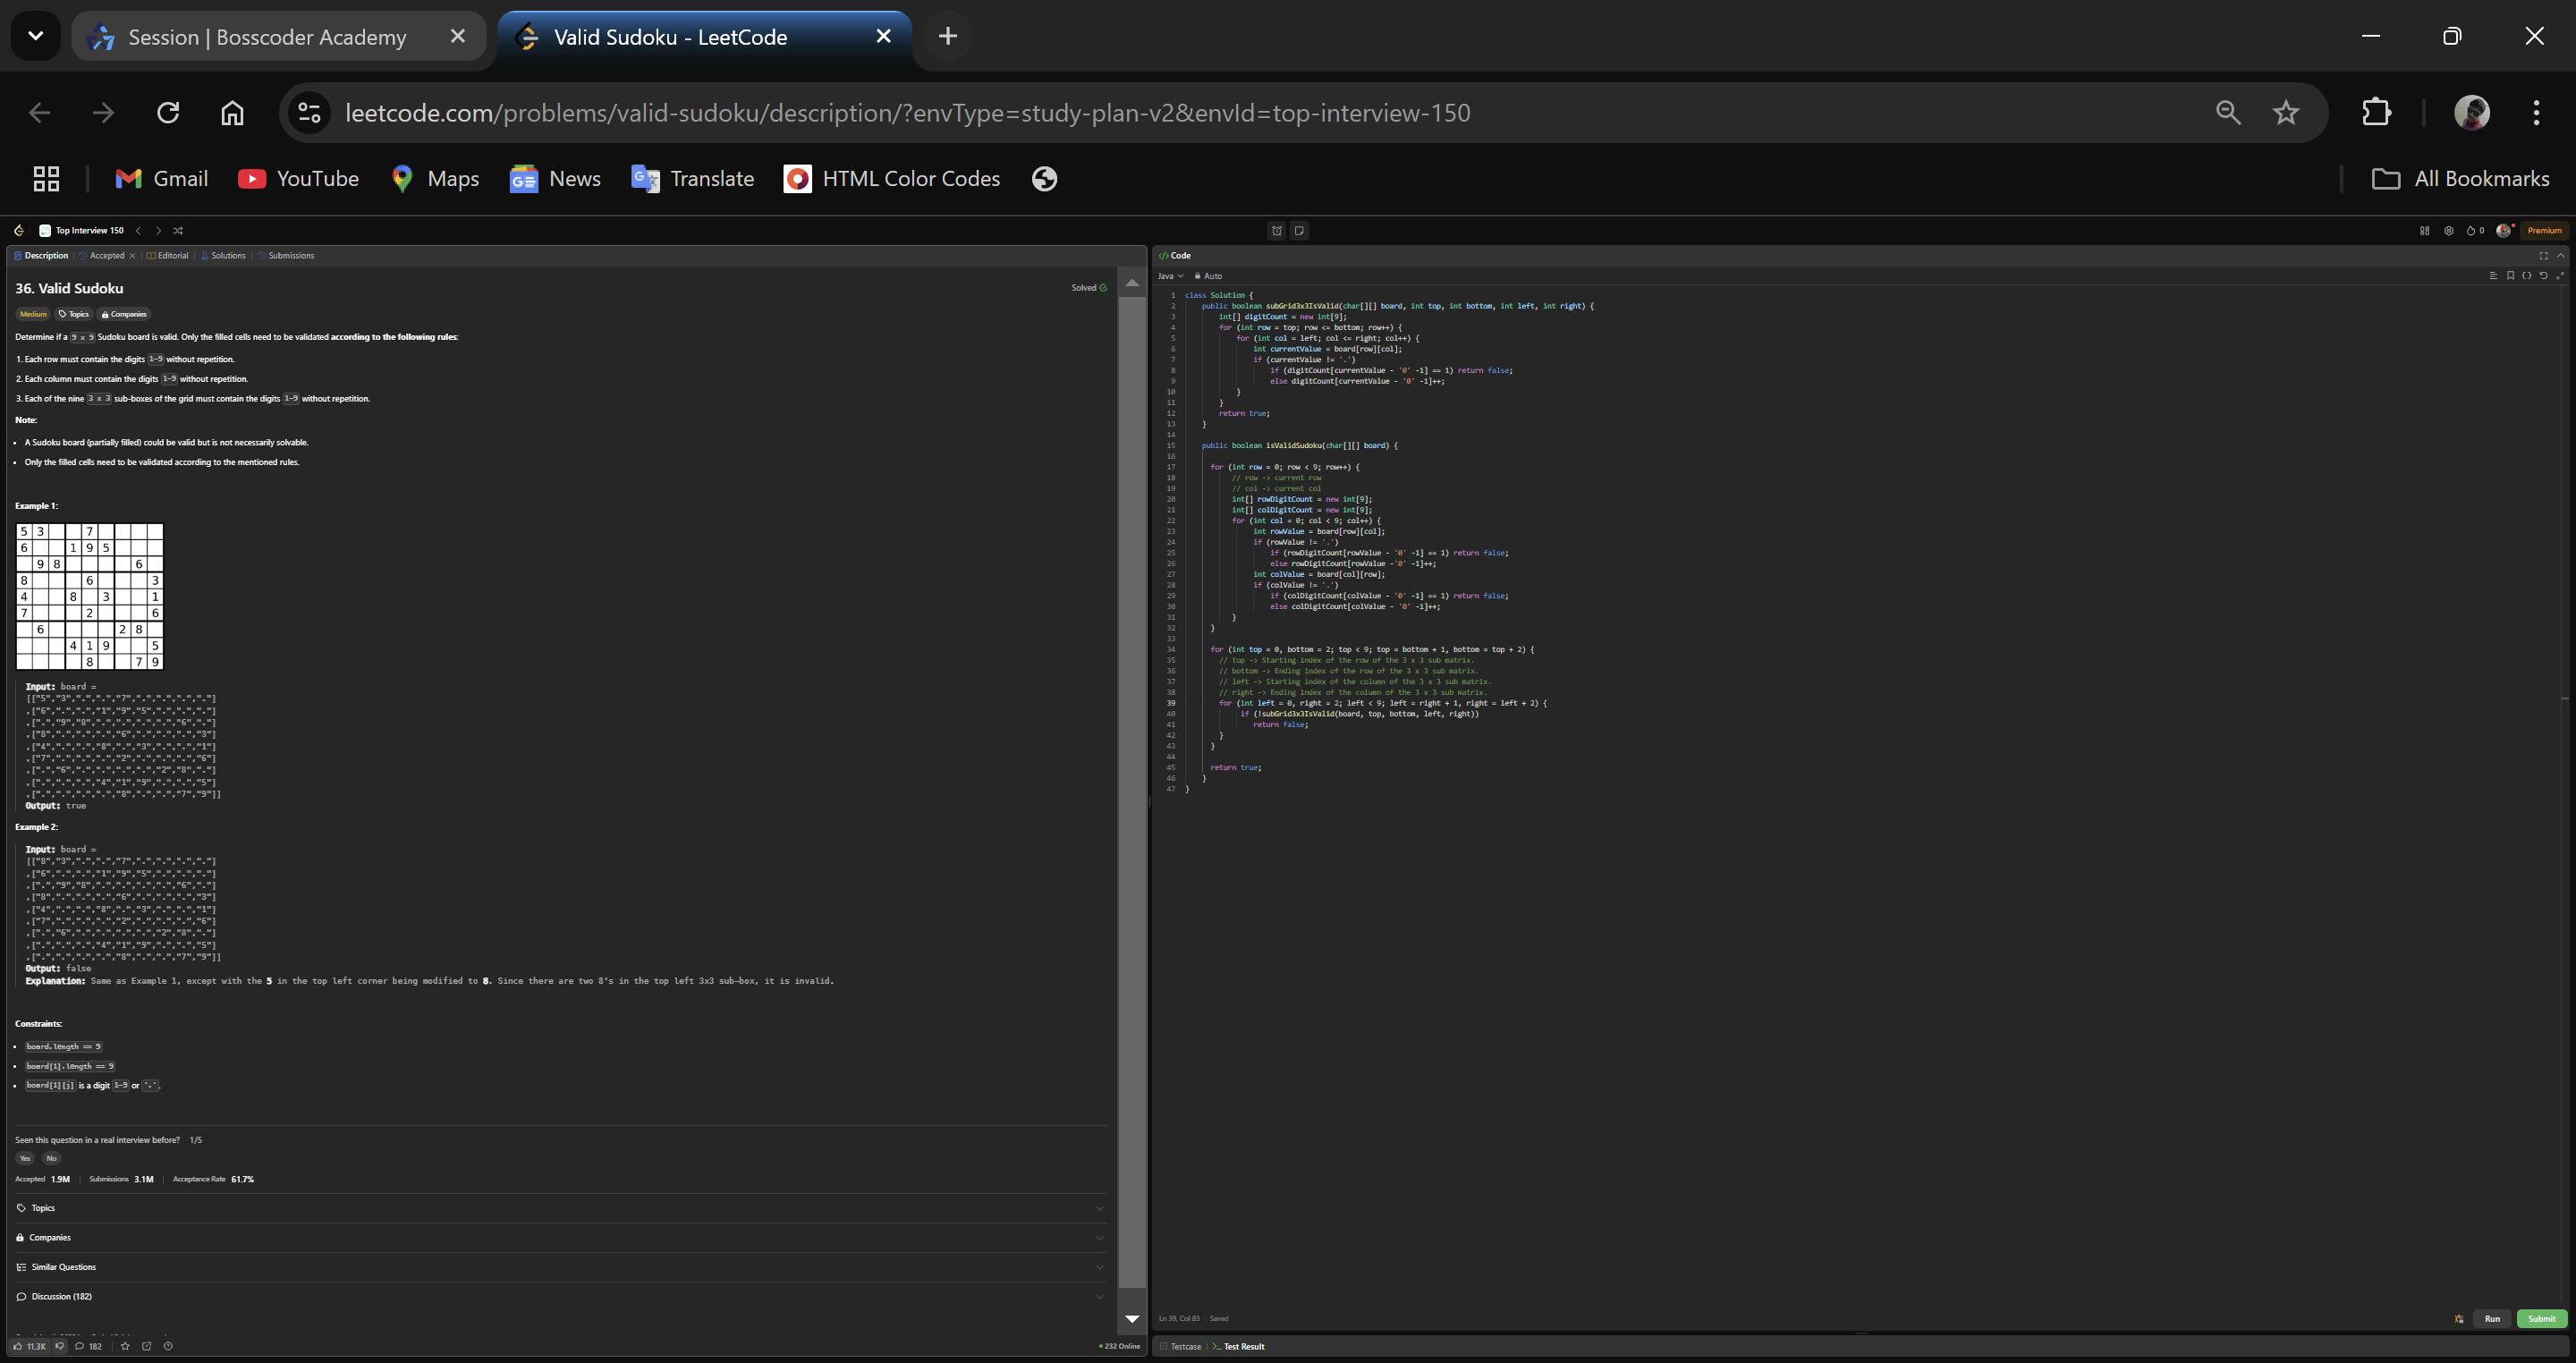 Session | Bosscoder Academy
Valid Sudoku - LeetCode
leetcode.com/problems/valid-sudoku/description/?envType=study-plan-v2&envId=top-interview-150
Gmail
YouTube
Maps
News
Translate
HTML Color Codes
All Bookmarks
Top Interview 150
0
Premium
Description
Accepted
Editorial
Solutions
Submissions
36. Valid Sudoku
Solved
Medium
Topics
Companies
Determine if a 9 x 9 Sudoku board is valid. Only the filled cells need to be validated according to the following rules:
1. Each row must contain the digits 1-9 without repetition.
2. Each column must contain the digits 1-9 without repetition.
3. Each of the nine 3 x 3 sub-boxes of the grid must contain the digits 1-9 without repetition.
Note:
• A Sudoku board (partially filled) could be valid but is not necessarily solvable.
• Only the filled cells need to be validated according to the mentioned rules.
Example 1:
5 3 7
6 1 9 5
9 8 6
8 6 3
4 8 3 1
7 2 6
6 2 8
4 1 9 5
8 7 9
Input: board =
[["5","3",".",".","7",".",".",".","."]
,["6",".",".","1","9","5",".",".","."]
,[".","9","8",".",".",".",".","6","."]
,["8",".",".",".","6",".",".",".","3"]
,["4",".",".","8",".","3",".",".","1"]
,["7",".",".",".","2",".",".",".","6"]
,[".","6",".",".",".",".","2","8","."]
,[".",".",".","4","1","9",".",".","5"]
,[".",".",".",".","8",".",".","7","9"]]
Output: true
Example 2:
Input: board =
[["8","3",".",".","7",".",".",".","."]
,["6",".",".","1","9","5",".",".","."]
,[".","9","8",".",".",".",".","6","."]
,["8",".",".",".","6",".",".",".","3"]
,["4",".",".","8",".","3",".",".","1"]
,["7",".",".",".","2",".",".",".","6"]
,[".","6",".",".",".",".","2","8","."]
,[".",".",".","4","1","9",".",".","5"]
,[".",".",".",".","8",".",".","7","9"]]
Output: false
Explanation: Same as Example 1, except with the 5 in the top left corner being modified to 8. Since there are two 8's in the top left 3x3 sub-box, it is invalid.
Constraints:
• board.length == 9
• board[i].length == 9
• board[i][j] is a digit 1-9 or '.'.
Seen this question in a real interview before? 1/5
Yes
No
Accepted 1.9M | Submissions 3.1M | Acceptance Rate 61.7%
Topics
Companies
Similar Questions
Discussion (182)
11.3K
182
232 Online
</> Code
Java
Auto
1 class Solution {
2 public boolean subGrid3x3IsValid(char[][] board, int top, int bottom, int left, int right) {
3 int[] digitCount = new int[9];
4 for (int row = top; row <= bottom; row++) {
5 for (int col = left; col <= right; col++) {
6 int currentValue = board[row][col];
7 if (currentValue != '.')
8 if (digitCount[currentValue - '0' -1] == 1) return false;
9 else digitCount[currentValue - '0' -1]++;
10 }
11 }
12 return true;
13 }
14
15 public boolean isValidSudoku(char[][] board) {
16
17 for (int row = 0; row < 9; row++) {
18 // row -> current row
19 // col -> current col
20 int[] rowDigitCount = new int[9];
21 int[] colDigitCount = new int[9];
22 for (int col = 0; col < 9; col++) {
23 int rowValue = board[row][col];
24 if (rowValue != '.')
25 if (rowDigitCount[rowValue - '0' -1] == 1) return false;
26 else rowDigitCount[rowValue -'0' -1]++;
27 int colValue = board[col][row];
28 if (colValue != '.')
29 if (colDigitCount[colValue - '0' -1] == 1) return false;
30 else colDigitCount[colValue - '0' -1]++;
31 }
32 }
33
34 for (int top = 0, bottom = 2; top < 9; top = bottom + 1, bottom = top + 2) {
35 // top -> Starting index of the row of the 3 x 3 sub matrix.
36 // bottom -> Ending index of the row of the 3 x 3 sub matrix.
37 // left -> Starting index of the column of the 3 x 3 sub matrix.
38 // right -> Ending index of the column of the 3 x 3 sub matrix.
39 for (int left = 0, right = 2; left < 9; left = right + 1, right = left + 2) {
40 if (!subGrid3x3IsValid(board, top, bottom, left, right))
41 return false;
42 }
43 }
44
45 return true;
46 }
47 }
Ln 39, Col 83 | Saved
Run
Submit
Testcase
Test Result